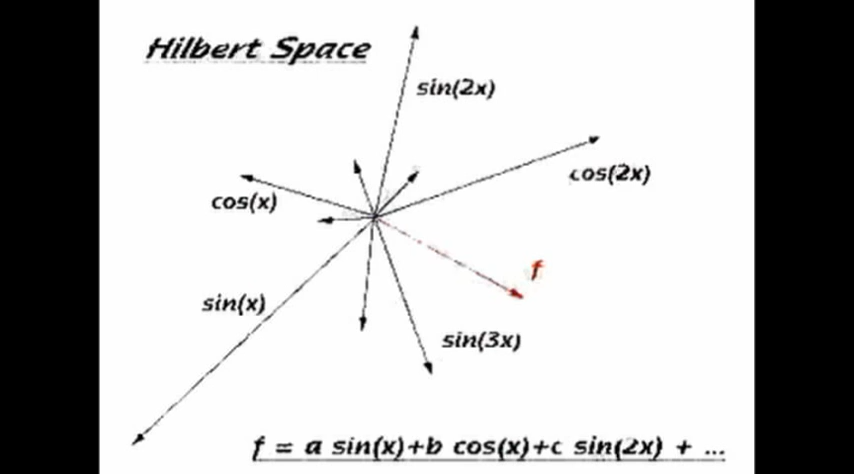 Hilbert Space
sin(2x)
cos(2x)
cos(x)
f
sin(x)
sin(3x)
f = a sin(x)+b cos(x)+c sin(2x) + ...